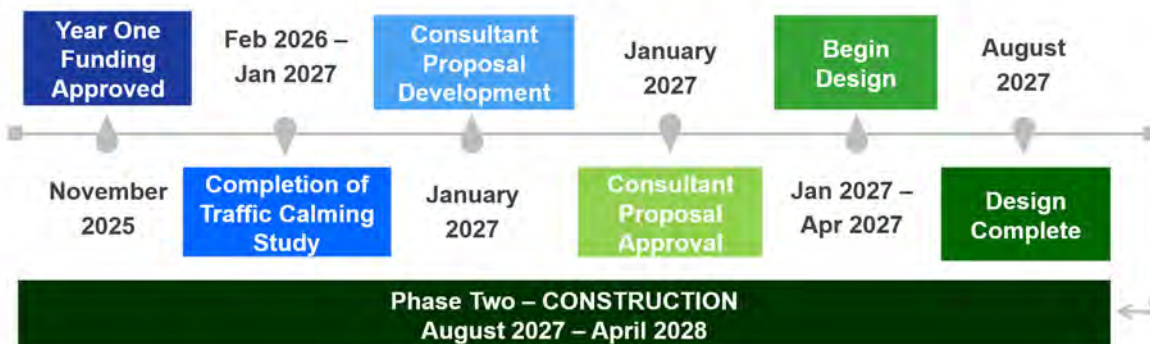 Year One
Funding
Approved
November
2025
Feb 2026 –
Jan 2027
Completion of
Traffic Calming
Study
Consultant
Proposal
Development
January
2027
January
2027
Consultant
Proposal
Approval
Begin
Design
Jan 2027 –
Apr 2027
August
2027
Design
Complete
Phase Two – CONSTRUCTION
August 2027 – April 2028